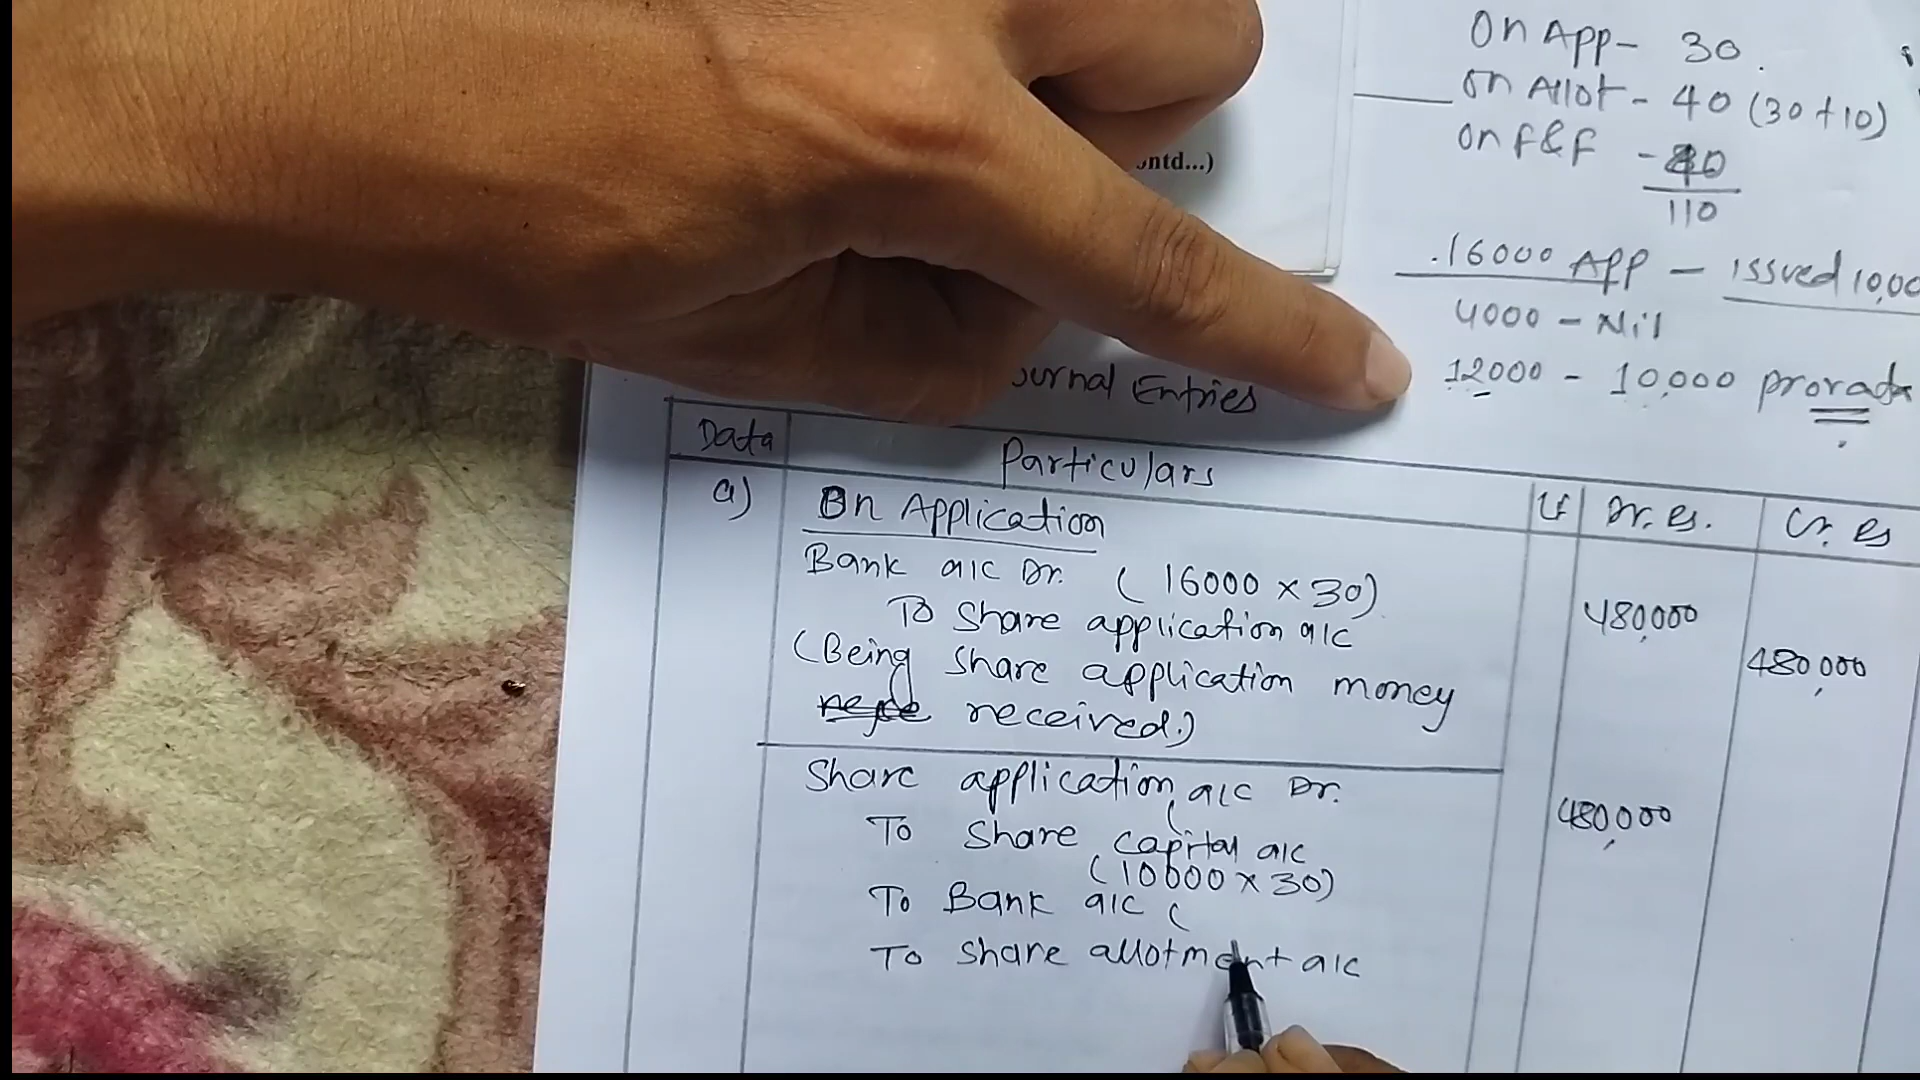 On App- 30
on Allot - 40 (30+10)
on F&F - 40
110
16000 App - issued 10,00
4000 - Nil
12000 - 10,000 prorata
ontd...)
ournal Entries
Data Particulars Lf Dr. Rs. Cr. Rs
a) On Application
Bank a/c Dr. (16000 × 30) 480,000
To Share application a/c 480,000
(Being share application money
received.)
Share application a/c Dr. 480,000
To Share capital a/c
(10000 × 30)
To Bank a/c (
To Share allotment a/c